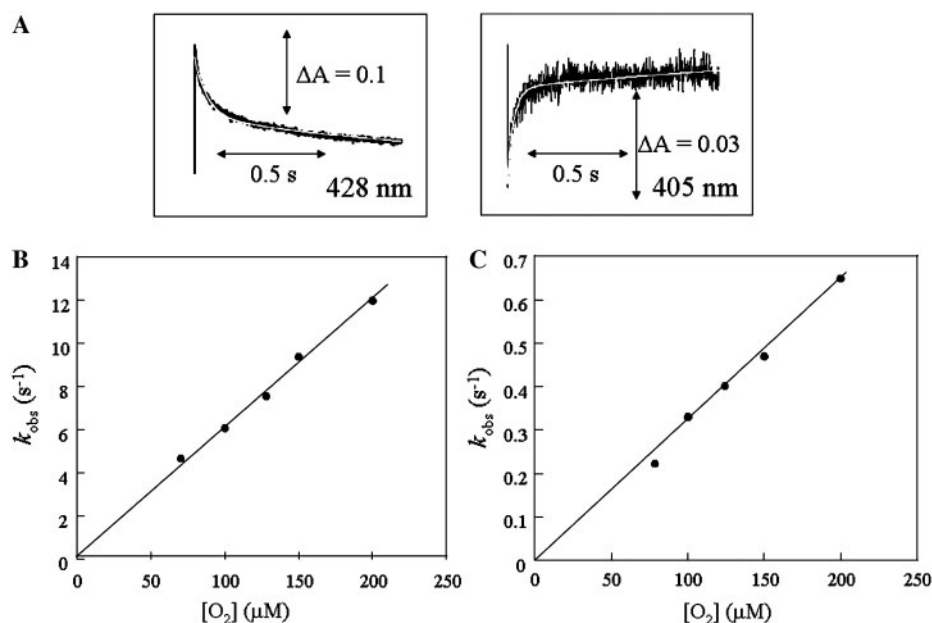 A
ΔA = 0.1
0.5 s
428 nm
ΔA = 0.03
0.5 s
405 nm
B
14
12
10
8
6
4
2
0
k_obs (s⁻¹)
0 50 100 150 200 250
[O₂] (μM)
C
0.7
0.6
0.5
0.4
0.3
0.2
0.1
0
k_obs (s⁻¹)
0 50 100 150 200 250
[O₂] (μM)